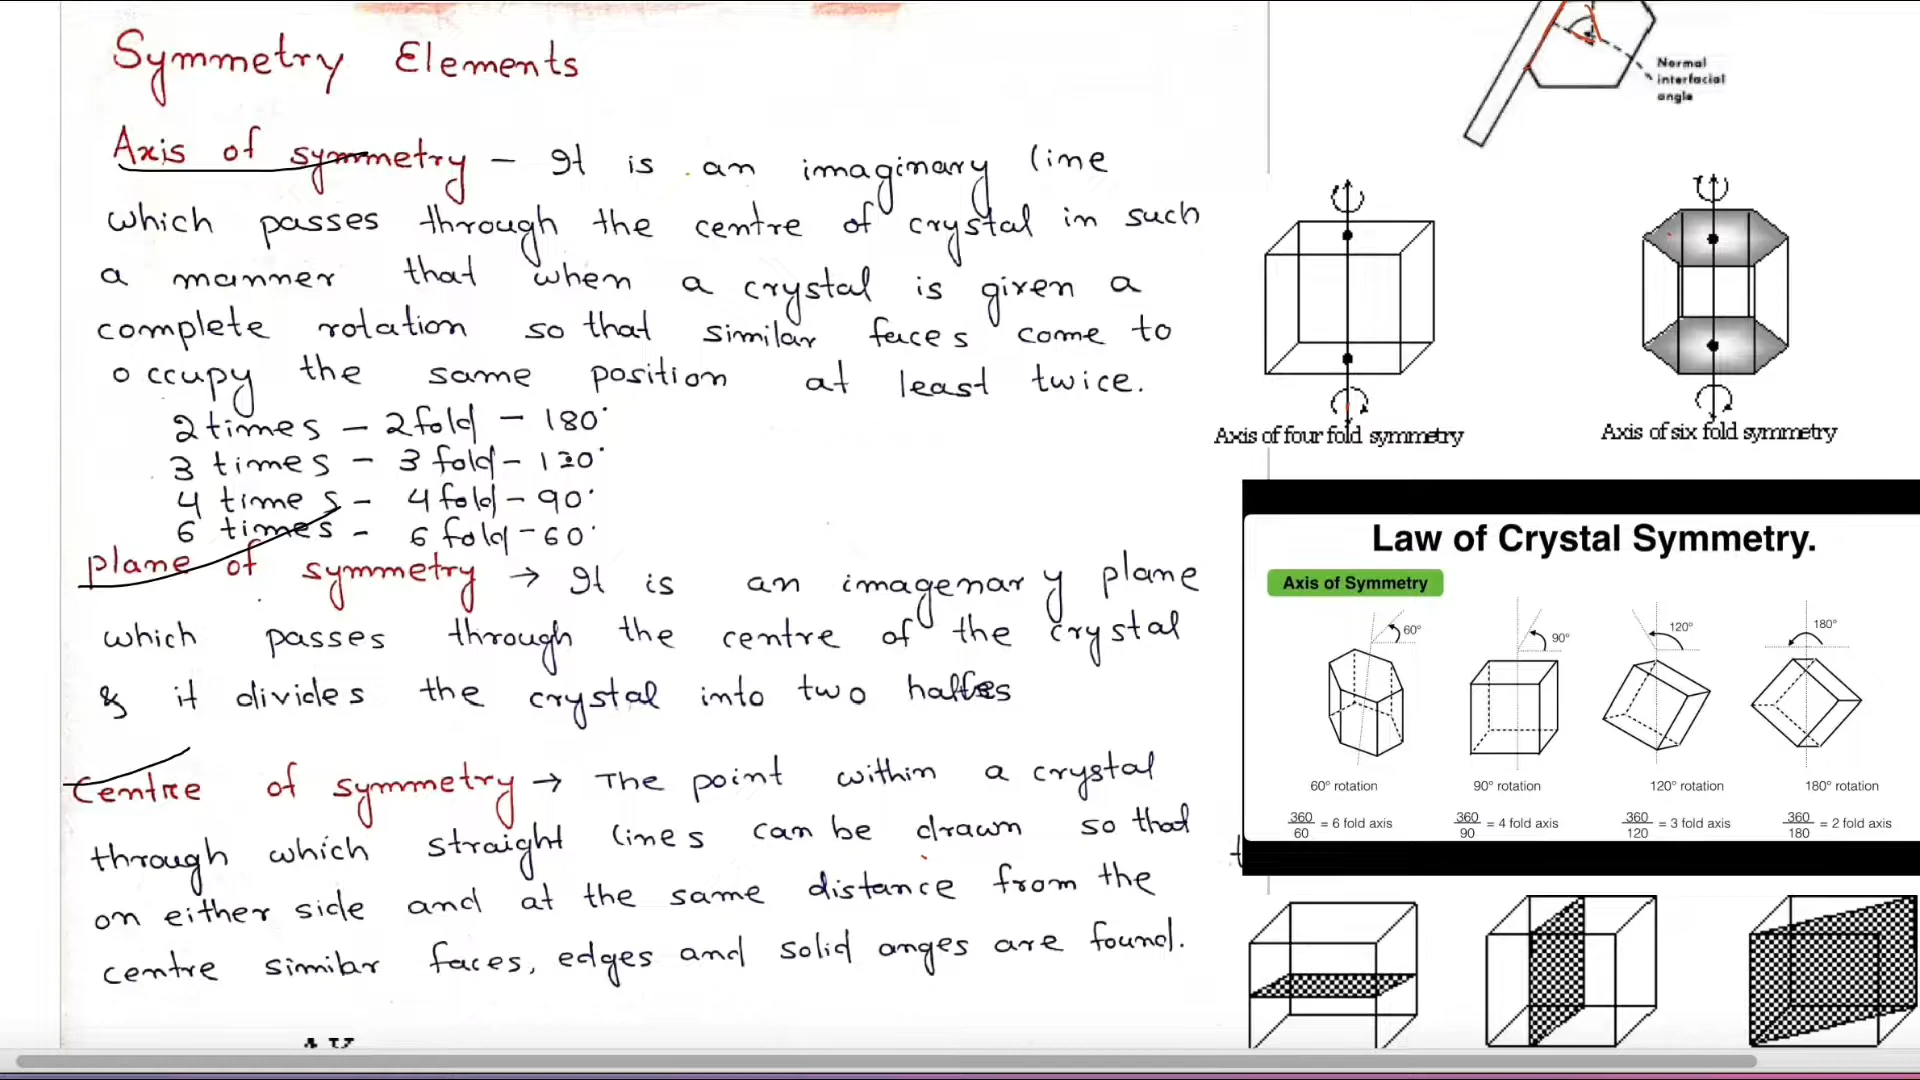 Symmetry Elements
Axis of symmetry - It is an imaginary line
which passes through the centre of crystal in such
a manner that when a crystal is given a
complete rotation so that similar faces come to
occupy the same position at least twice.
2 times - 2 fold - 180°
3 times - 3 fold - 120°
4 times - 4 fold - 90°
6 times - 6 fold - 60°
plane of symmetry → It is an imagenary plane
which passes through the centre of the crystal
& it divides the crystal into two halfes
Centre of symmetry → The point within a crystal
through which straight lines can be drawn so that
on either side and at the same distance from the
centre similar faces, edges and solid anges are found.
Normal
interfacial
angle
Axis of four fold symmetry
Axis of six fold symmetry
Law of Crystal Symmetry.
Axis of Symmetry
60° 90° 120° 180°
60° rotation 90° rotation 120° rotation 180° rotation
360/60 = 6 fold axis 360/90 = 4 fold axis 360/120 = 3 fold axis 360/180 = 2 fold axis